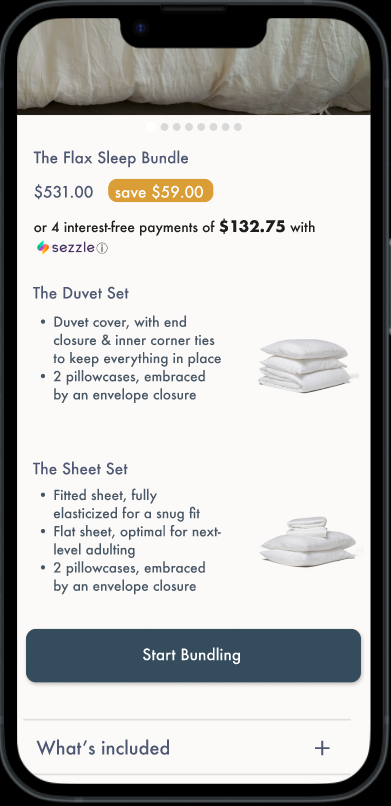 The Flax Sleep Bundle
$531.00 save $59.00
or 4 interest-free payments of $132.75 with
sezzle ⓘ
The Duvet Set
• Duvet cover, with end
closure & inner corner ties
to keep everything in place
• 2 pillowcases, embraced
by an envelope closure
The Sheet Set
• Fitted sheet, fully
elasticized for a snug fit
• Flat sheet, optimal for next-
level adulting
• 2 pillowcases, embraced
by an envelope closure
Start Bundling
What's included +